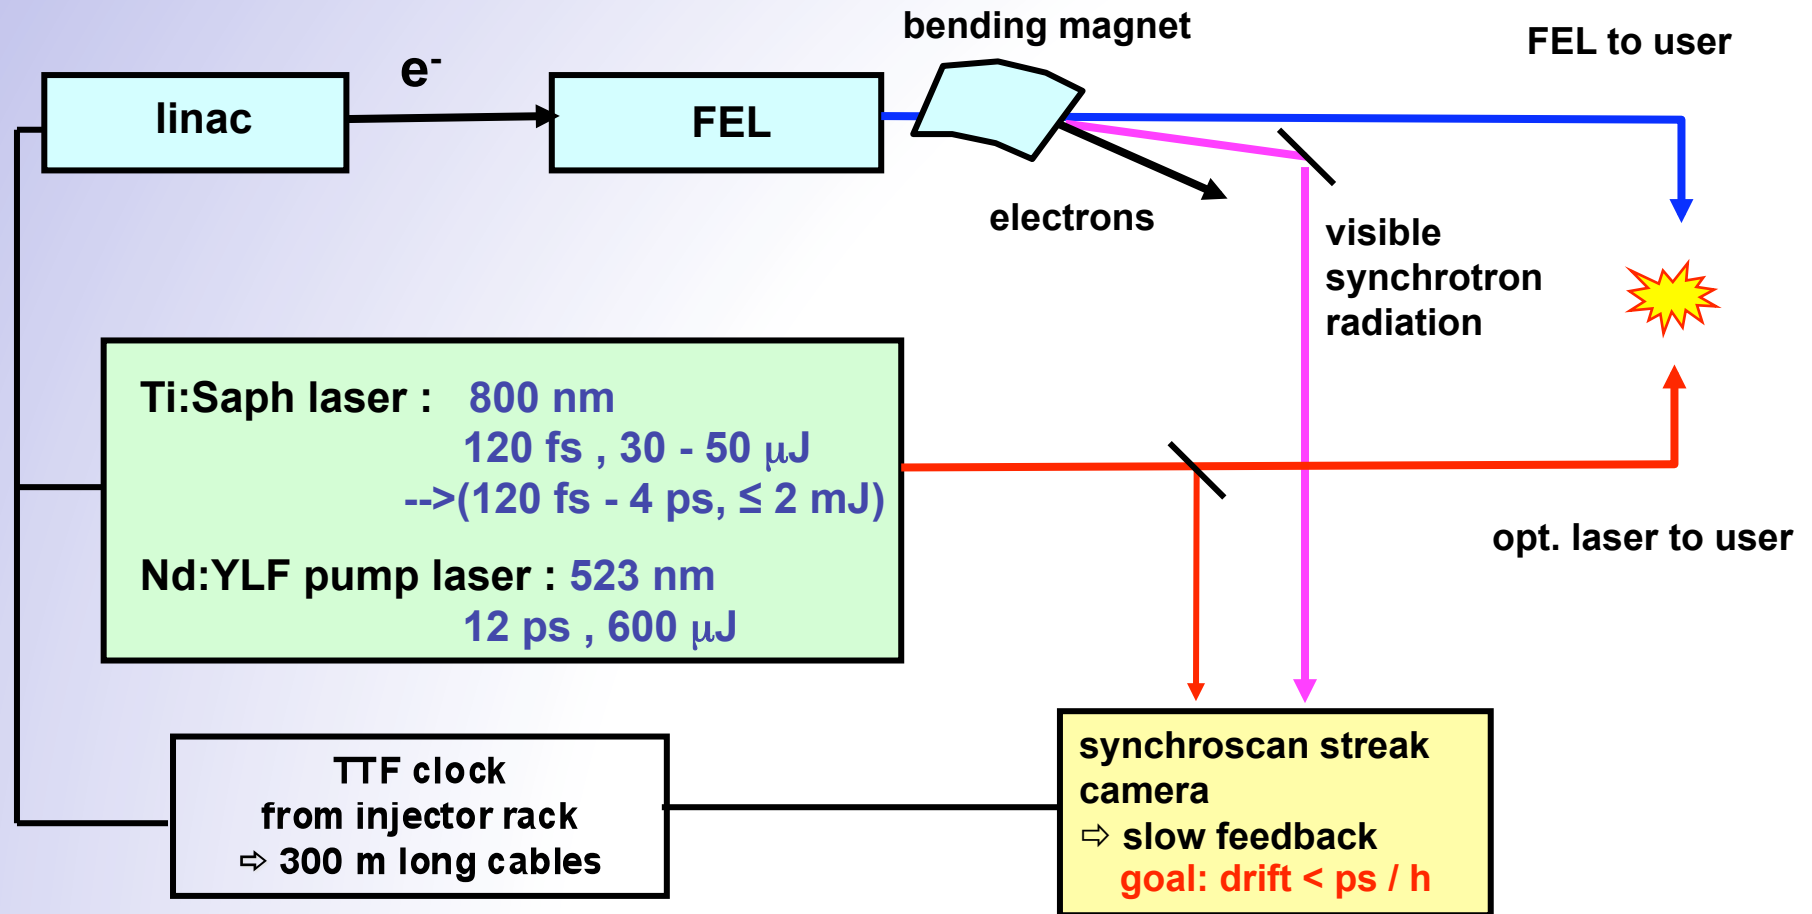 bending magnet
FEL to user
e-
linac
FEL
electrons
visible
synchrotron
radiation
Ti:Saph laser : 800 nm
120 fs , 30 - 50 μJ
-->(120 fs - 4 ps, ≤ 2 mJ)
Nd:YLF pump laser : 523 nm
12 ps , 600 μJ
opt. laser to user
TTF clock
from injector rack
⇨ 300 m long cables
synchroscan streak
camera
⇨ slow feedback
goal: drift < ps / h